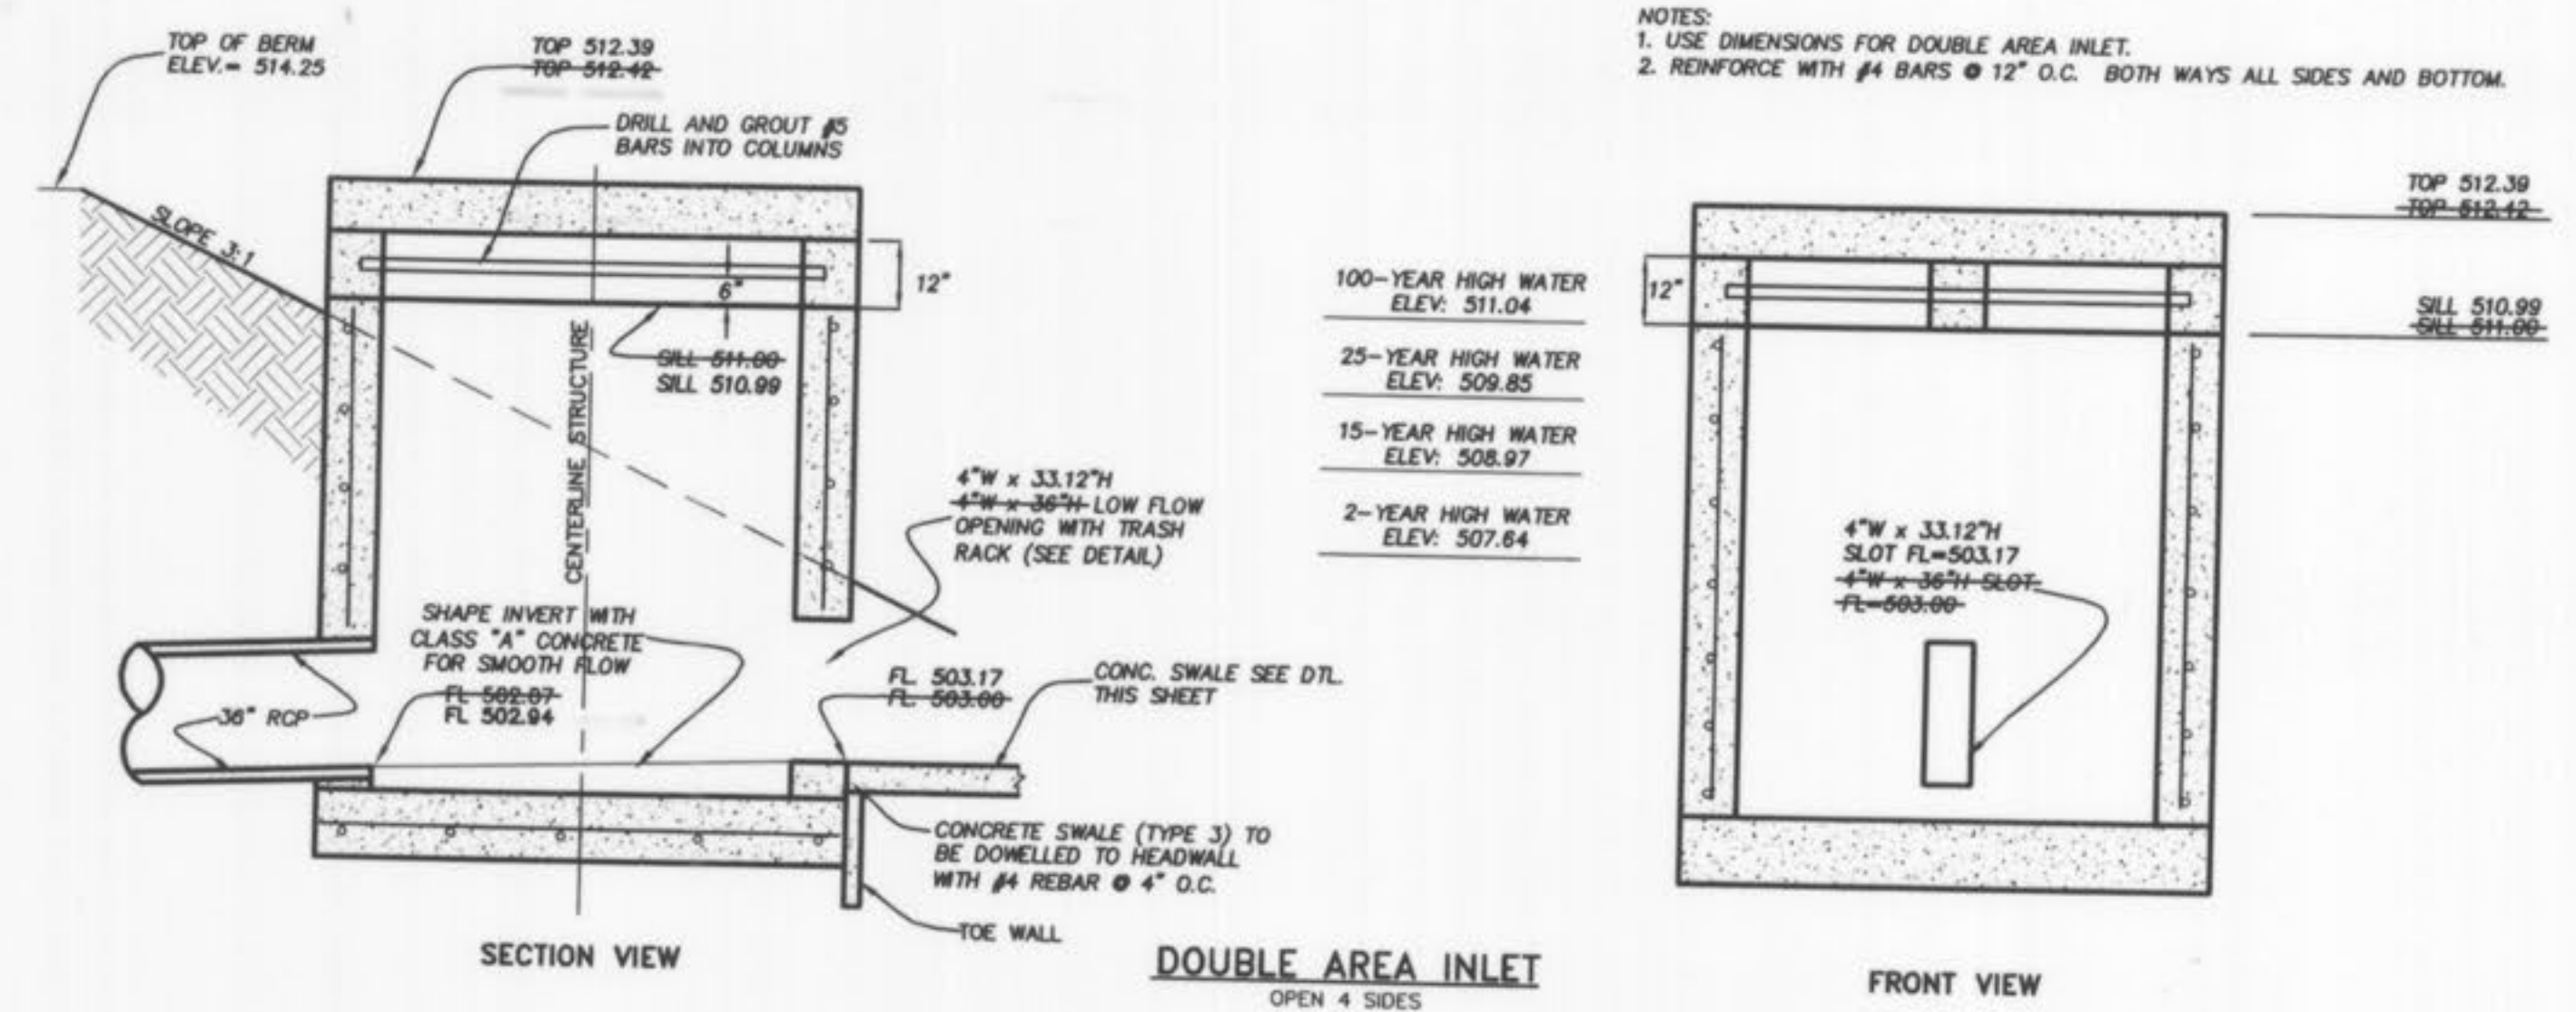 NOTES:
1. USE DIMENSIONS FOR DOUBLE AREA INLET.
2. REINFORCE WITH #4 BARS @ 12" O.C. BOTH WAYS ALL SIDES AND BOTTOM.
TOP OF BERM
ELEV.= 514.25
TOP 512.39
TOP 512.42
DRILL AND GROUT #5
BARS INTO COLUMNS
SLOPE 3:1
12"
6"
SILL 511.00
SILL 510.99
CENTERLINE STRUCTURE
4"W x 33.12"H
4"W x 36"H LOW FLOW
OPENING WITH TRASH
RACK (SEE DETAIL)
SHAPE INVERT WITH
CLASS "A" CONCRETE
FOR SMOOTH FLOW
FL 502.87
FL 502.94
36" RCP
FL 503.17
FL 503.00
CONC. SWALE SEE DTL.
THIS SHEET
CONCRETE SWALE (TYPE 3) TO
BE DOWELLED TO HEADWALL
WITH #4 REBAR @ 4" O.C.
TOE WALL
SECTION VIEW
100-YEAR HIGH WATER
ELEV: 511.04
25-YEAR HIGH WATER
ELEV: 509.85
15-YEAR HIGH WATER
ELEV: 508.97
2-YEAR HIGH WATER
ELEV: 507.64
12"
TOP 512.39
TOP 512.42
SILL 510.99
SILL 511.00
4"W x 33.12"H
SLOT FL=503.17
4"W x 36"H SLOT
FL=503.00
DOUBLE AREA INLET
OPEN 4 SIDES
FRONT VIEW